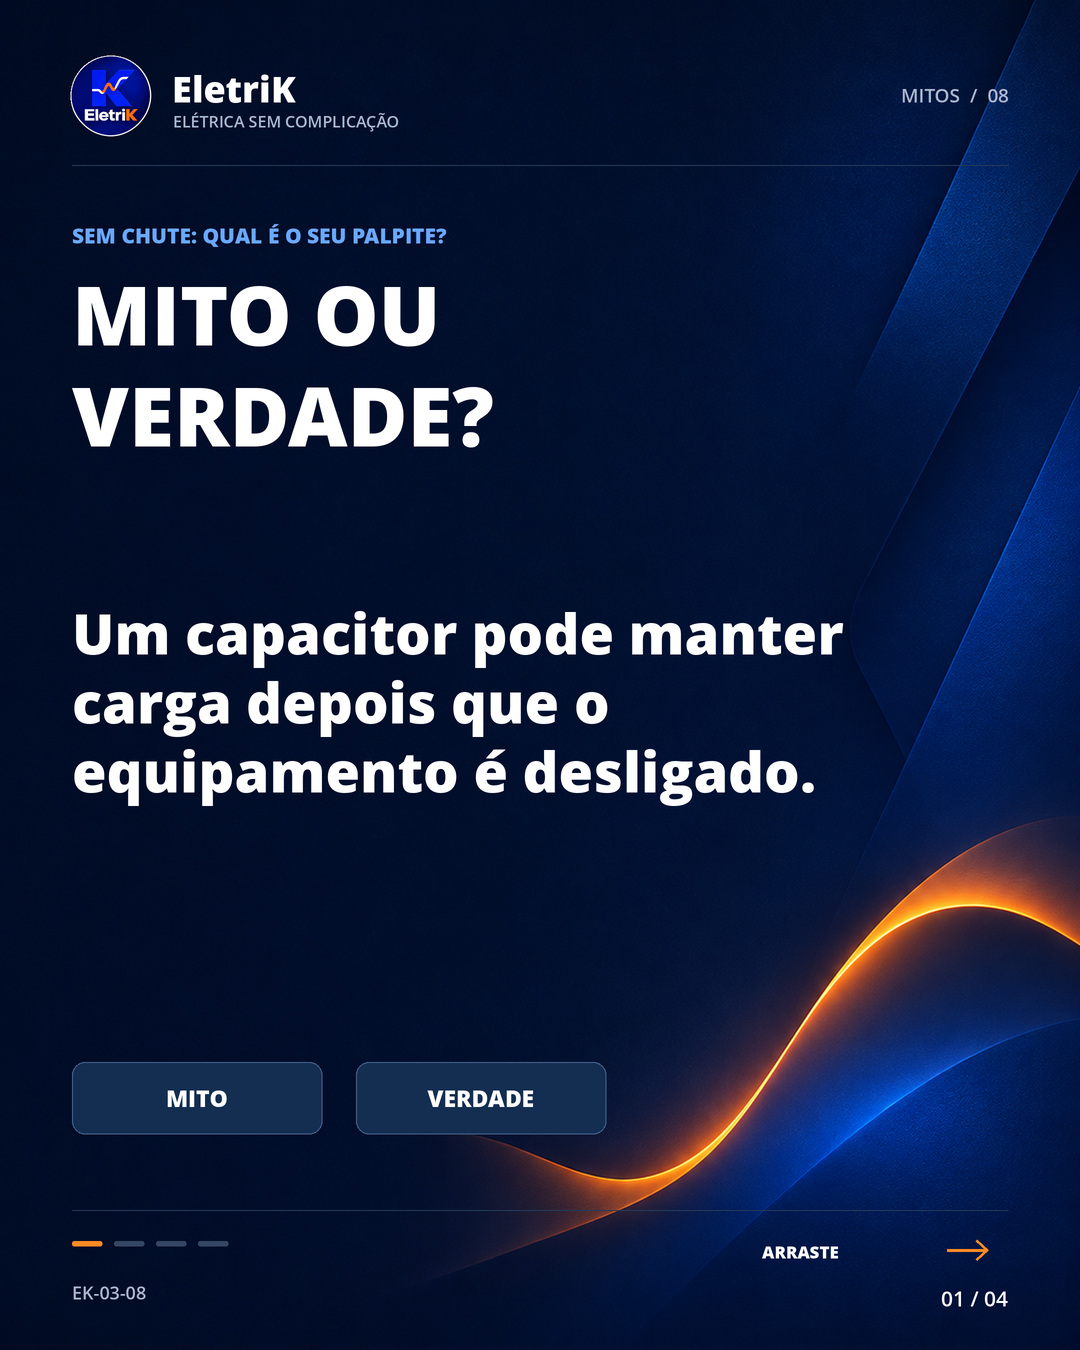 EletriK
EletriK
ELÉTRICA SEM COMPLICAÇÃO
MITOS / 08
SEM CHUTE: QUAL É O SEU PALPITE?
MITO OU
VERDADE?
Um capacitor pode manter
carga depois que o
equipamento é desligado.
MITO
VERDADE
ARRASTE
EK-03-08
01 / 04